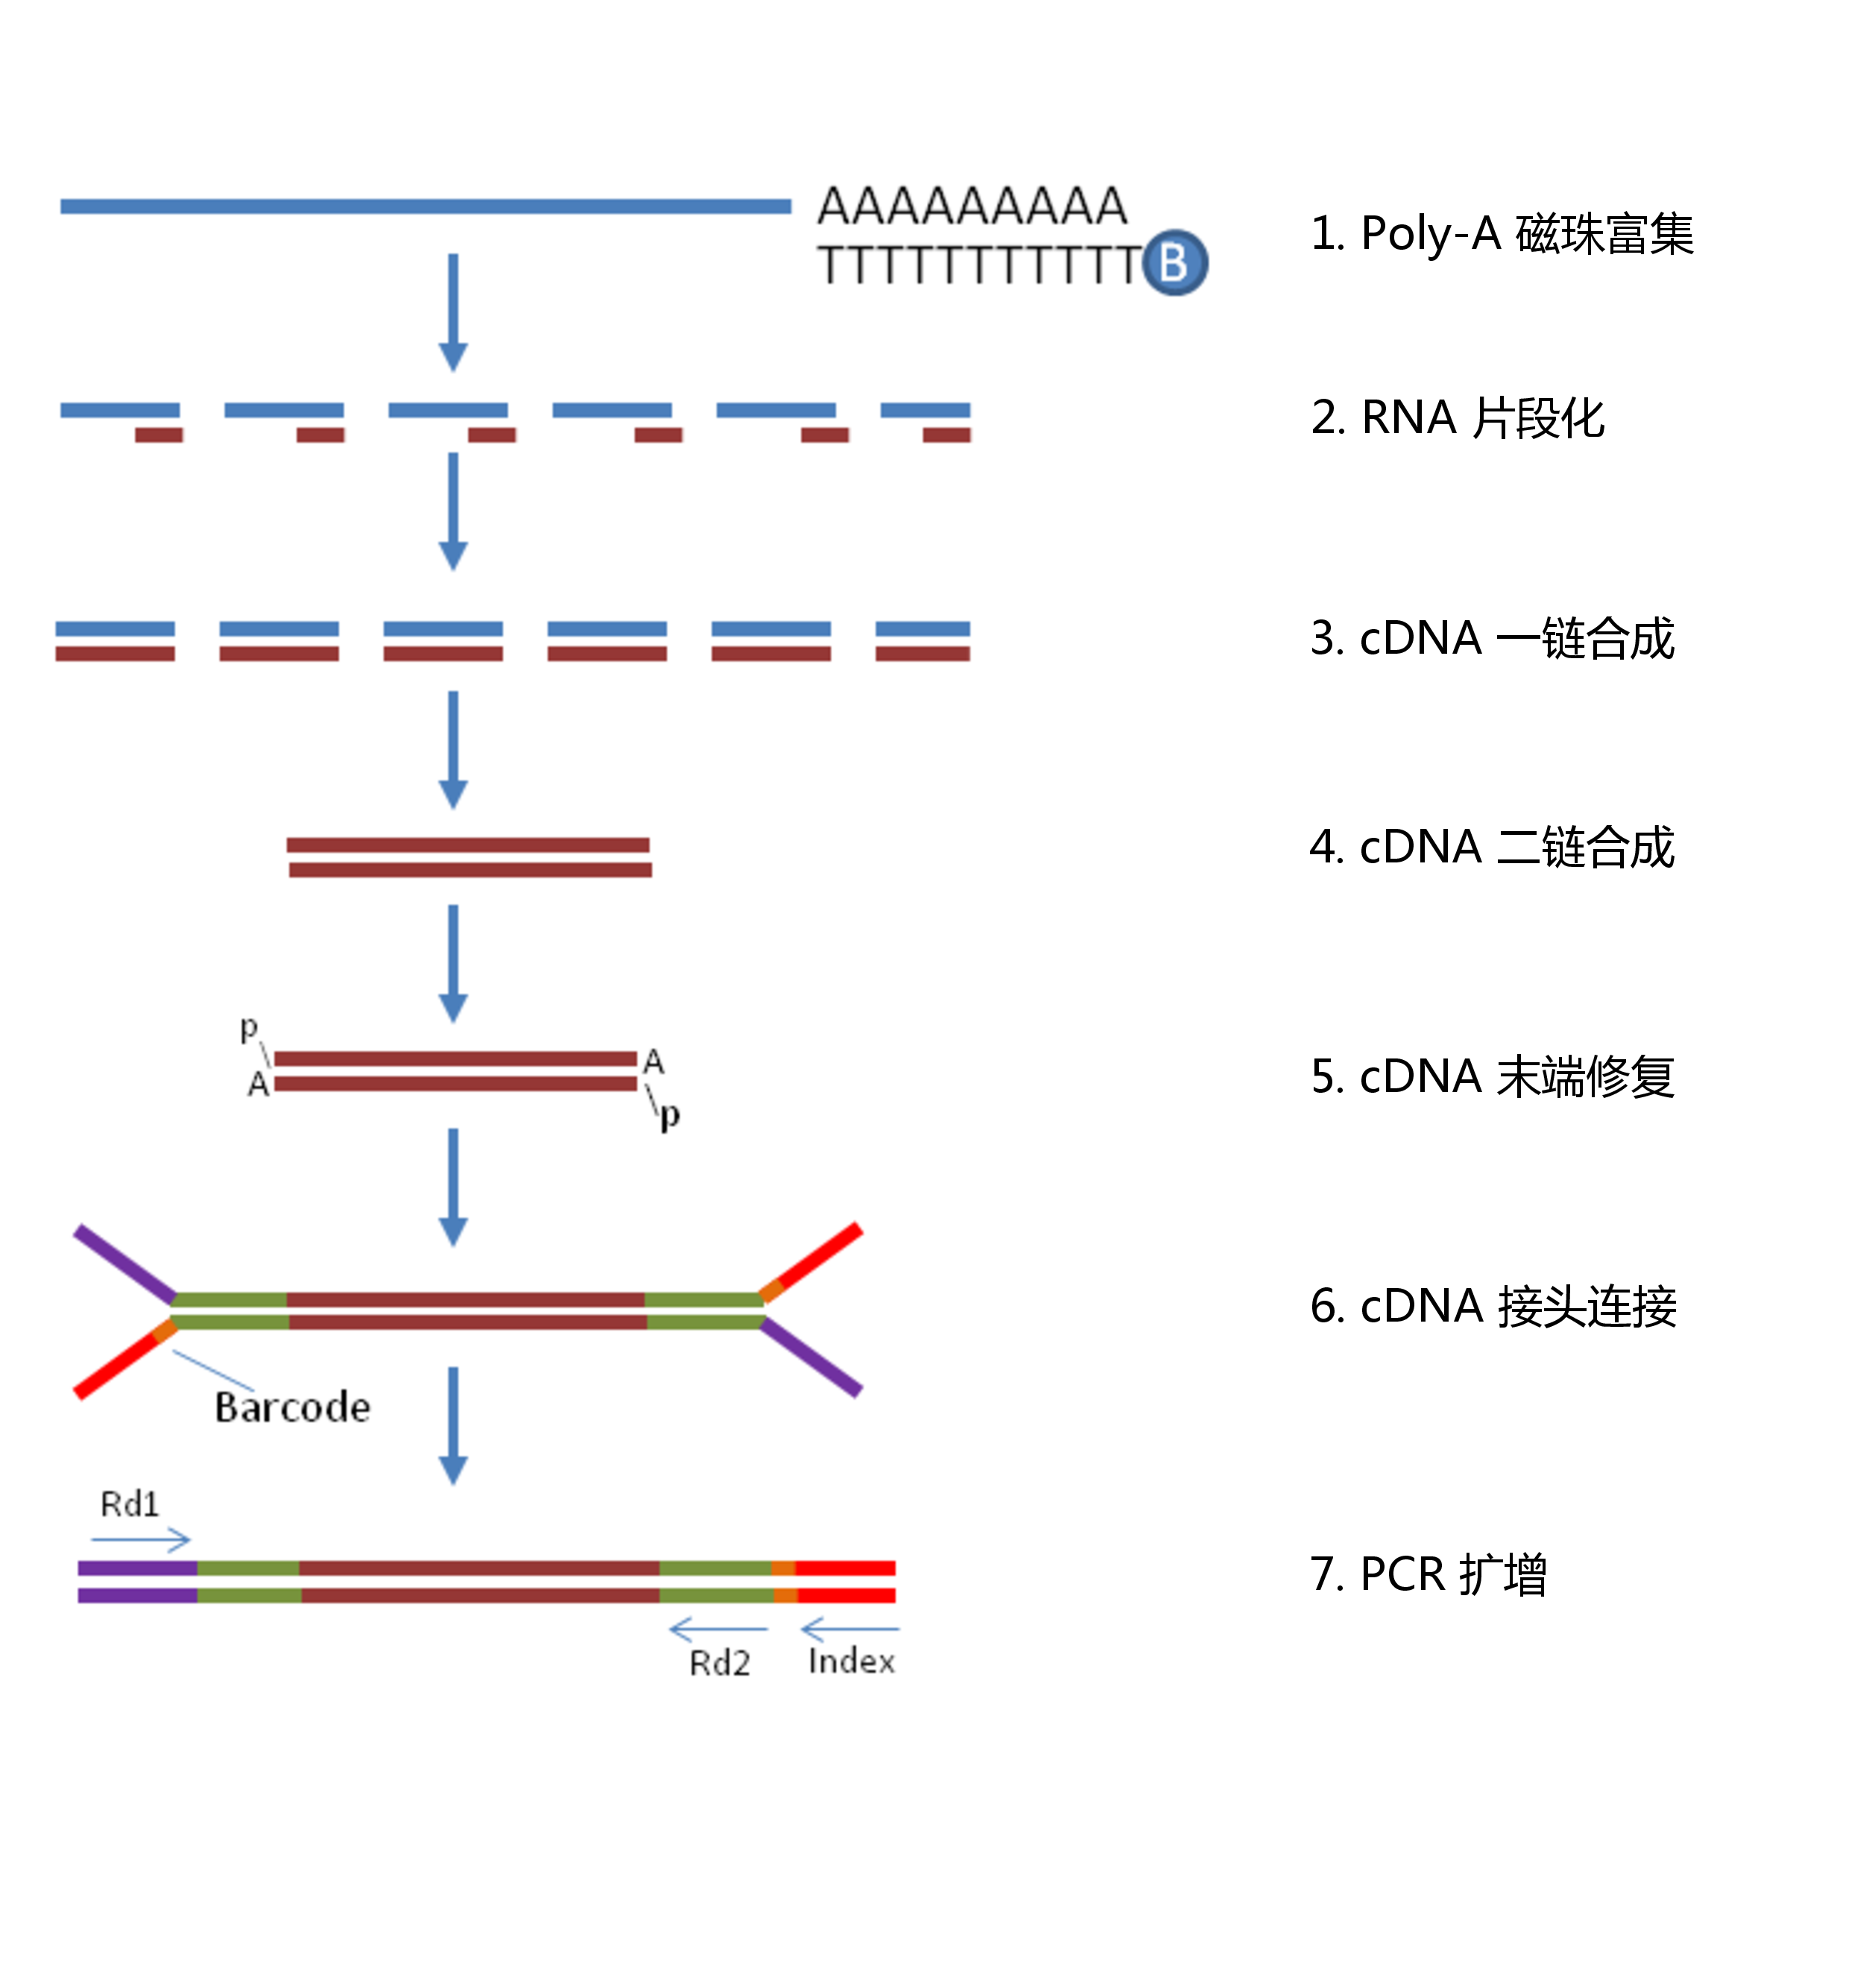 AAAAAAAAA
TTTTTTTTTTT
B
1. Poly-A 磁珠富集
2. RNA 片段化
3. cDNA 一链合成
4. cDNA 二链合成
p
A
A
p
5. cDNA 末端修复
6. cDNA 接头连接
Barcode
Rd1
7. PCR 扩增
Rd2
Index